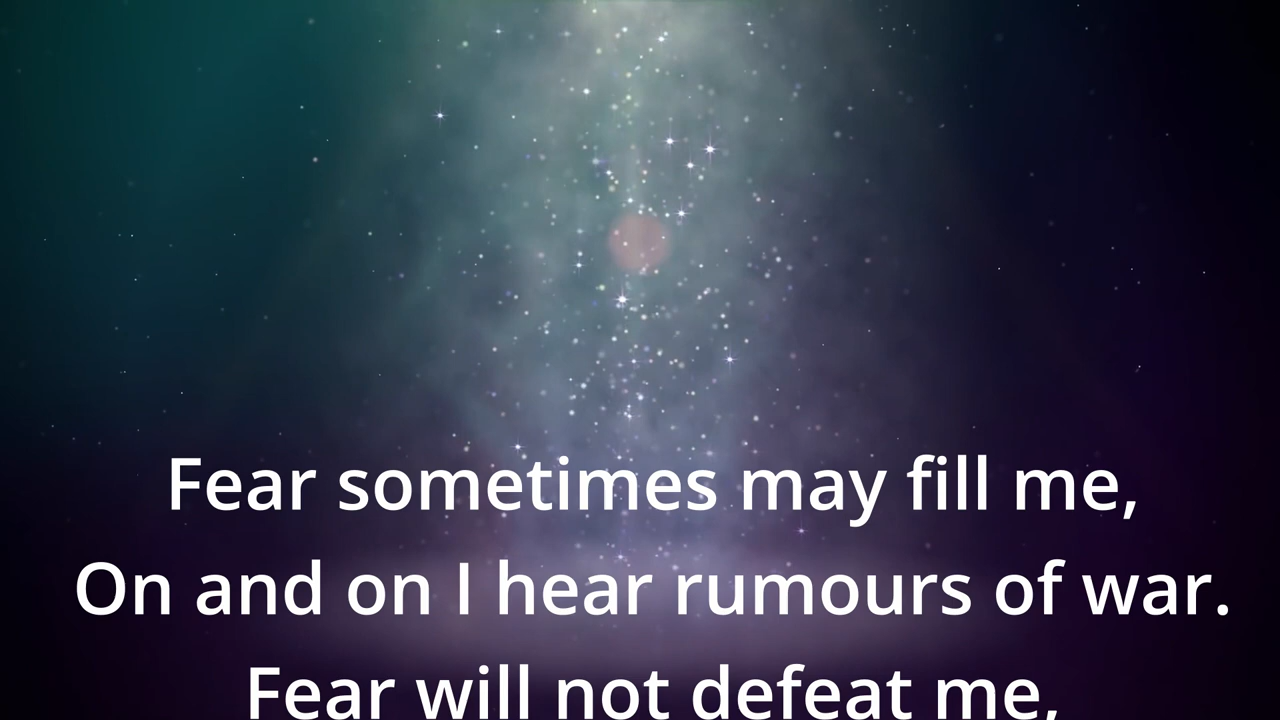 Fear sometimes may fill me,
On and on I hear rumours of war.
Fear will not defeat me,